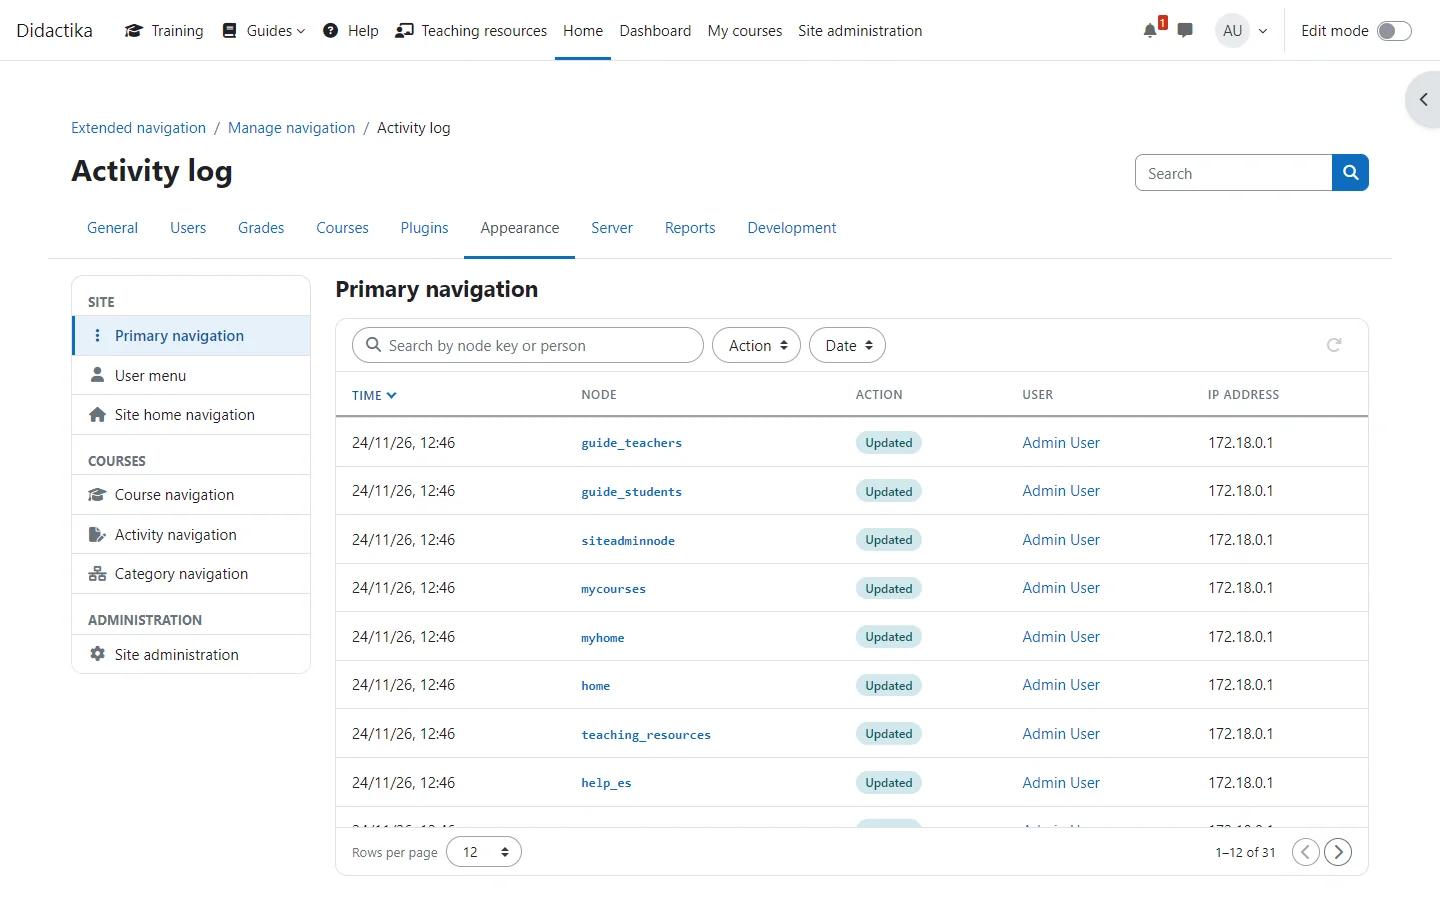 Didactika Training Guides Help Teaching resources Home Dashboard My courses Site administration 1 AU Edit mode
Extended navigation / Manage navigation / Activity log
Activity log
Search
General Users Grades Courses Plugins Appearance Server Reports Development
SITE
Primary navigation
User menu
Site home navigation
COURSES
Course navigation
Activity navigation
Category navigation
ADMINISTRATION
Site administration
Primary navigation
Search by node key or person Action Date
TIME NODE ACTION USER IP ADDRESS
24/11/26, 12:46 guide_teachers Updated Admin User 172.18.0.1
24/11/26, 12:46 guide_students Updated Admin User 172.18.0.1
24/11/26, 12:46 siteadminnode Updated Admin User 172.18.0.1
24/11/26, 12:46 mycourses Updated Admin User 172.18.0.1
24/11/26, 12:46 myhome Updated Admin User 172.18.0.1
24/11/26, 12:46 home Updated Admin User 172.18.0.1
24/11/26, 12:46 teaching_resources Updated Admin User 172.18.0.1
24/11/26, 12:46 help_es Updated Admin User 172.18.0.1
Rows per page 12 1–12 of 31